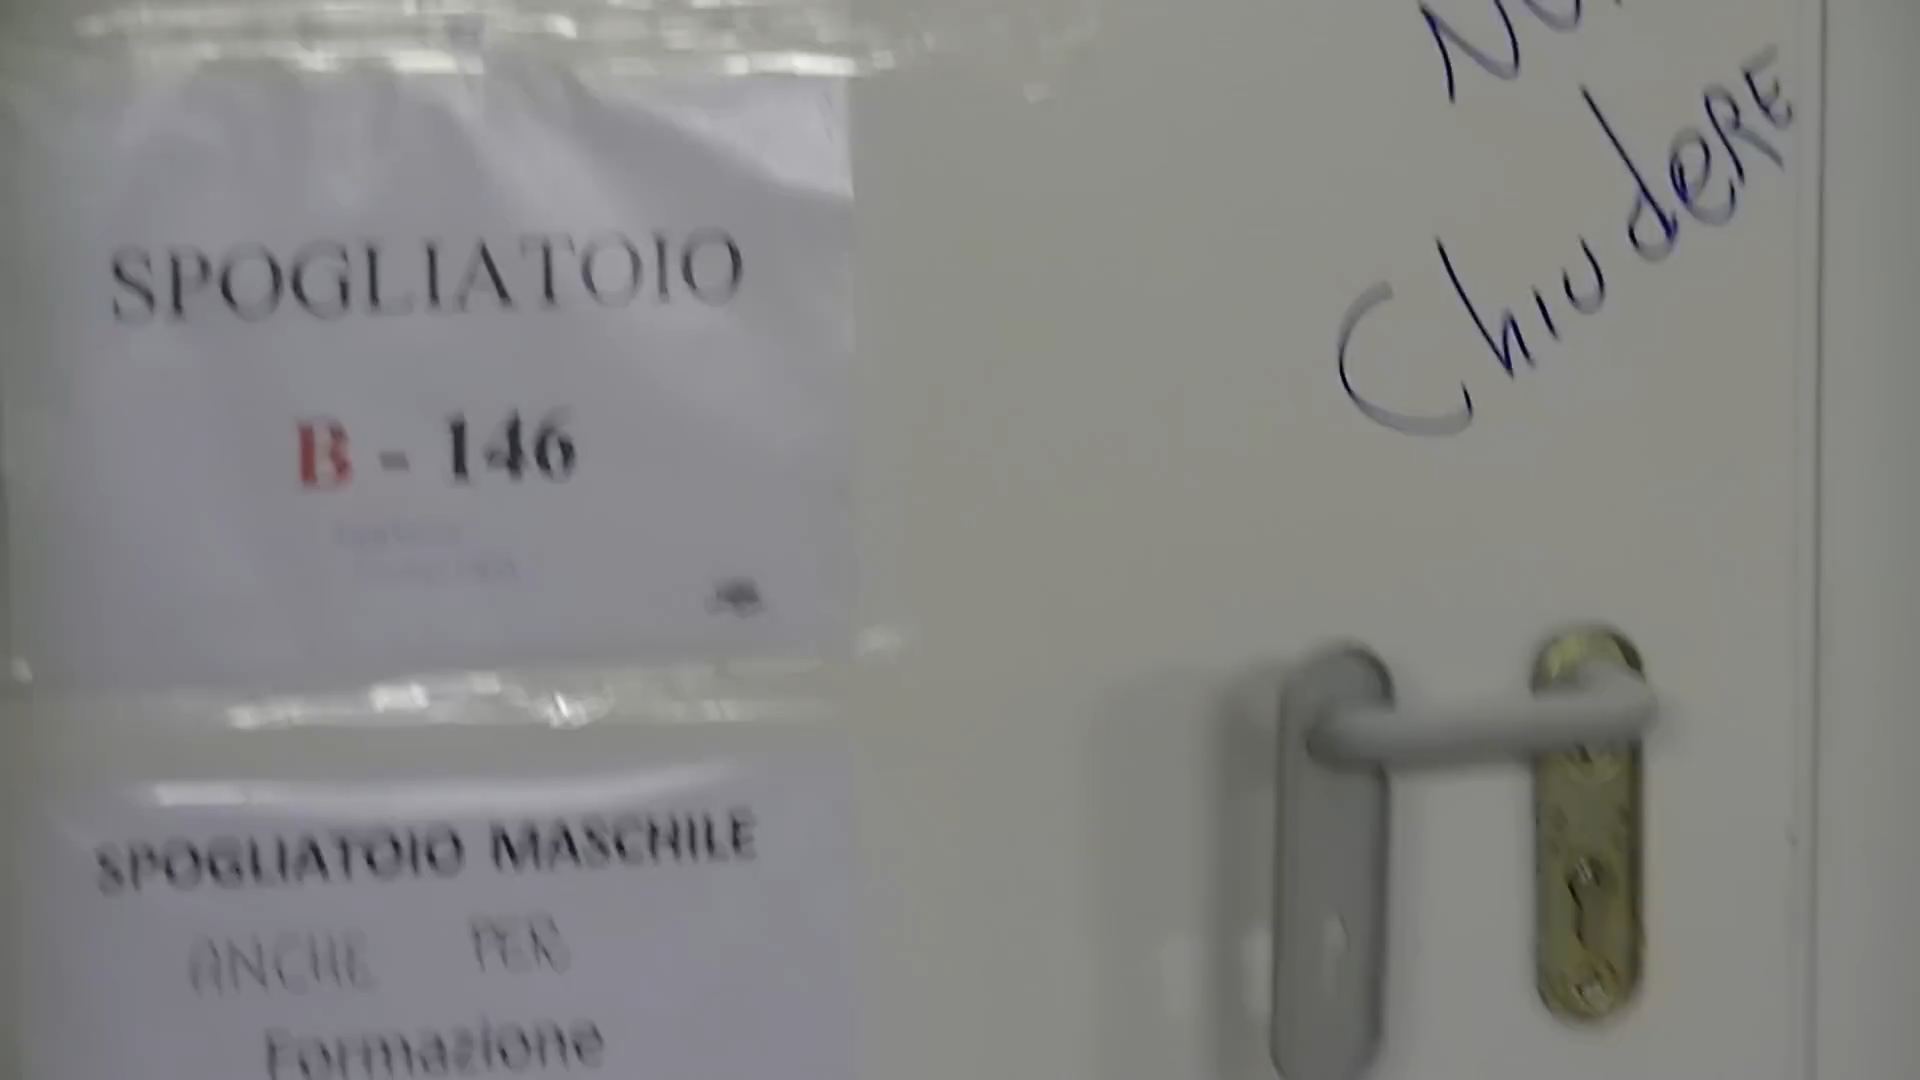 SPOGLIATOIO
B - 146
SPOGLIATOIO MASCHILE
ANCHE PER
Formazione
Chiudere